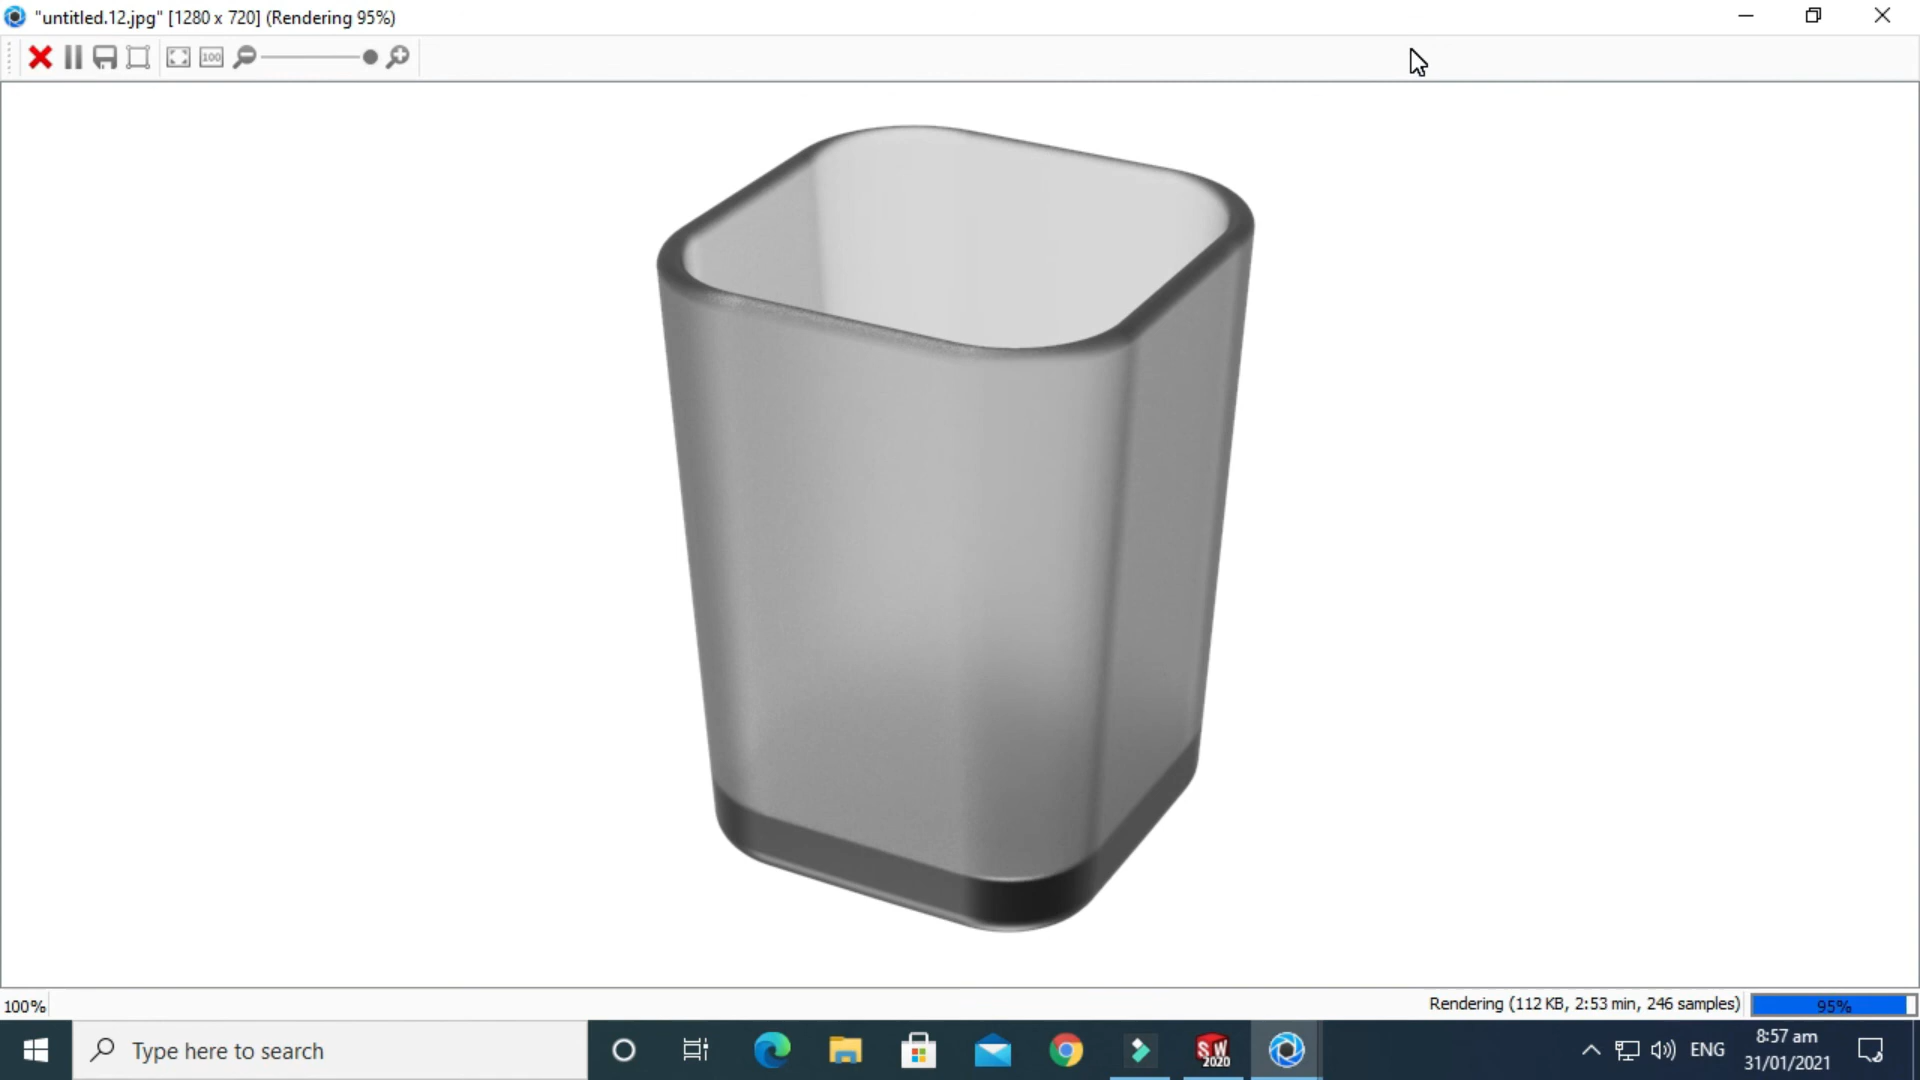 "untitled.12.jpg" [1280 x 720] (Rendering 95%)
100
100%
Rendering (112 KB, 2:53 min, 246 samples)
95%
Type here to search
SW
2020
ENG
8:57 am
31/01/2021